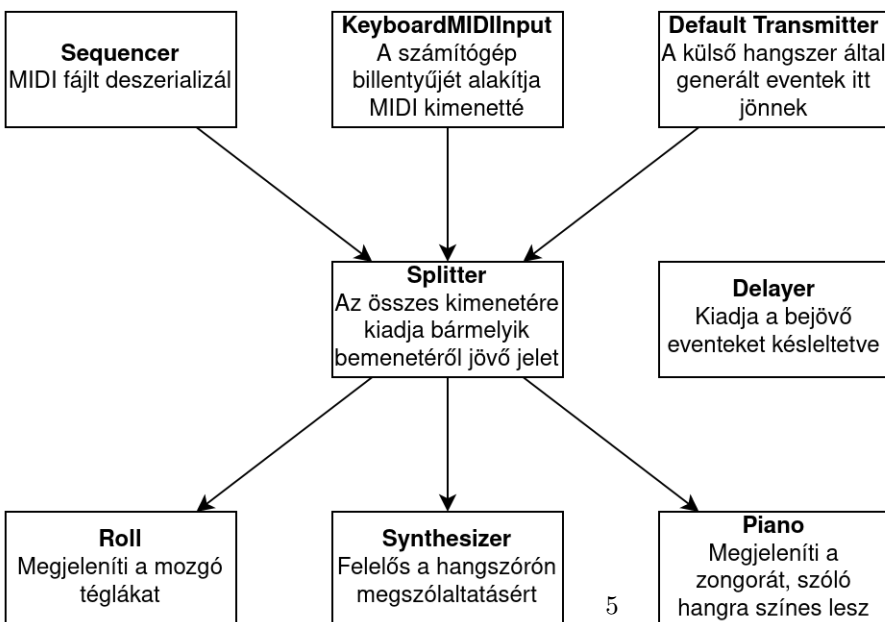 Sequencer
MIDI fájlt deszerializál
KeyboardMIDIInput
A számítógép
billentyűjét alakítja
MIDI kimenetté
Default Transmitter
A külső hangszer által
generált eventek itt
jönnek
Splitter
Az összes kimenetére
kiadja bármelyik
bemenetéről jövő jelet
Delayer
Kiadja a bejövő
eventeket késleltetve
Roll
Megjeleníti a mozgó
téglákat
Synthesizer
Felelős a hangszórón
megszólaltatásért
Piano
Megjeleníti a
zongorát, szóló
hangra színes lesz
5